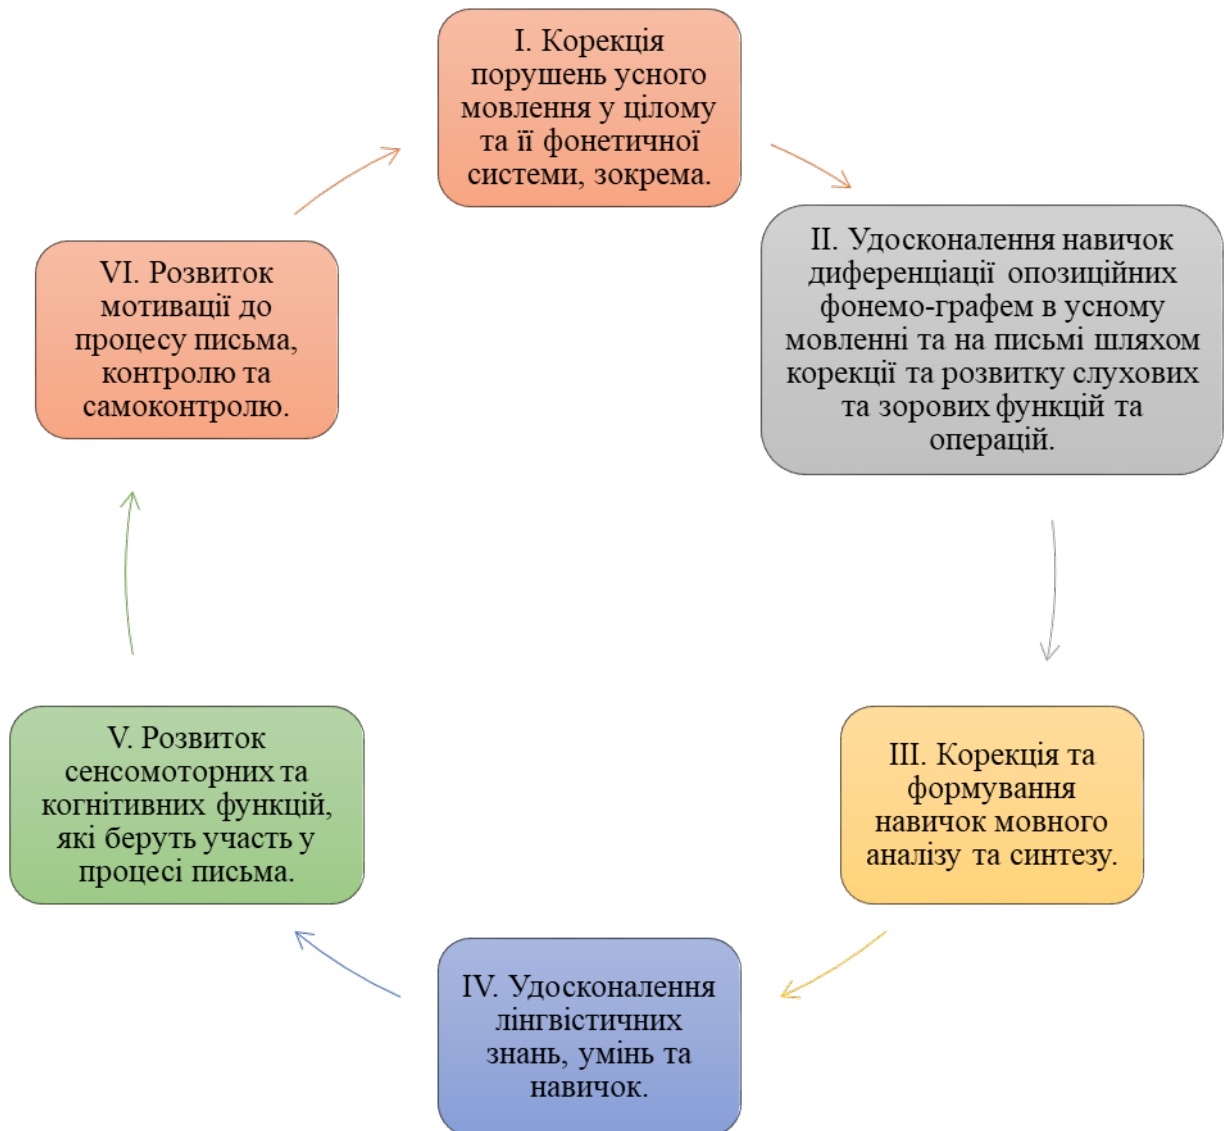 І. Корекція
порушень усного
мовлення у цілому
та її фонетичної
системи, зокрема.
ІІ. Удосконалення навичок
диференціації опозиційних
фонемо-графем в усному
мовленні та на письмі шляхом
корекції та розвитку слухових
та зорових функцій та
операцій.
ІІІ. Корекція та
формування
навичок мовного
аналізу та синтезу.
IV. Удосконалення
лінгвістичних
знань, умінь та
навичок.
V. Розвиток
сенсомоторних та
когнітивних функцій,
які беруть участь у
процесі письма.
VI. Розвиток
мотивації до
процесу письма,
контролю та
самоконтролю.